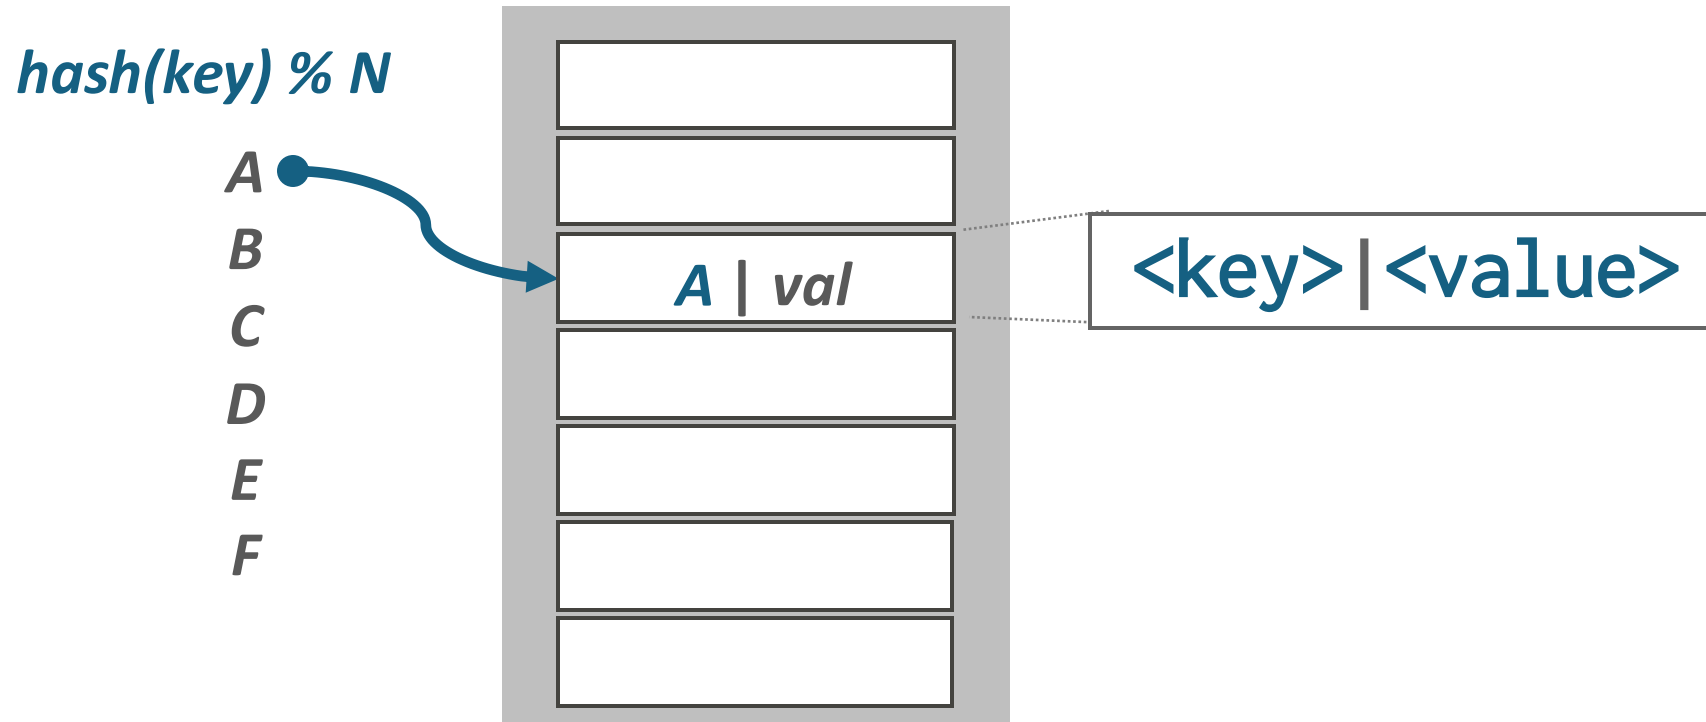 hash(key) % N
A
B
C
D
E
F
A | val
<key>|<value>